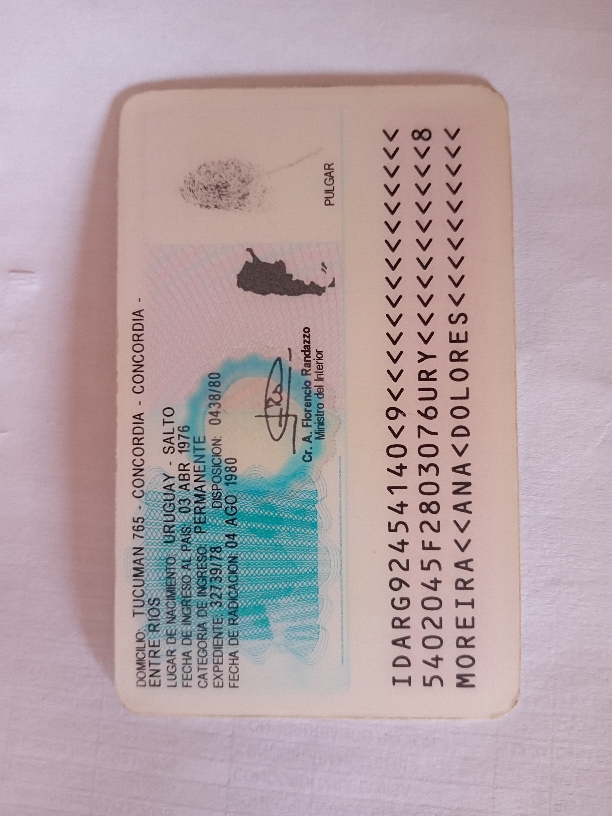 DOMICILIO: TUCUMAN 765 - CONCORDIA - CONCORDIA -
ENTRE RIOS
LUGAR DE NACIMIENTO: URUGUAY - SALTO
FECHA DE INGRESO AL PAIS: 03 ABR 1976
CATEGORIA DE INGRESO: PERMANENTE
EXPEDIENTE: 32739/78 DISPOSICION: 0438/80
FECHA DE RADICACION: 04 AGO 1980
Cr. A. Florencio Randazzo
Ministro del Interior
PULGAR
IDARG92454140<9<<<<<<<<<<<<<<<
5402045F2803076URY<<<<<<<<<<<8
MOREIRA<<ANA<DOLORES<<<<<<<<<<